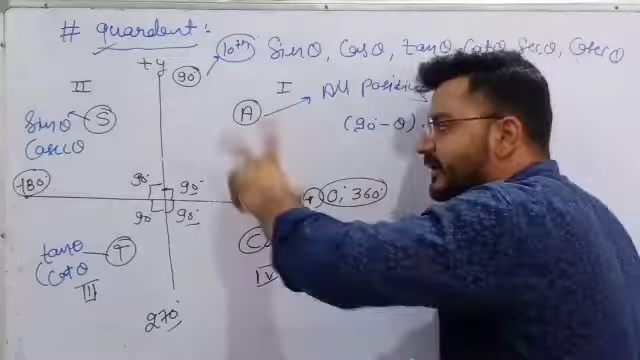 # quardent:
10th Sinθ, Cosθ, tanθ, Cotθ, Secθ, Cosecθ
+y
90°
II
I
All Positive
A
(90°-θ)
Sinθ
S
Cosecθ
180°
90° 90°
90 90°
0°, 360°
tanθ
T
Cotθ
III
IV
270°